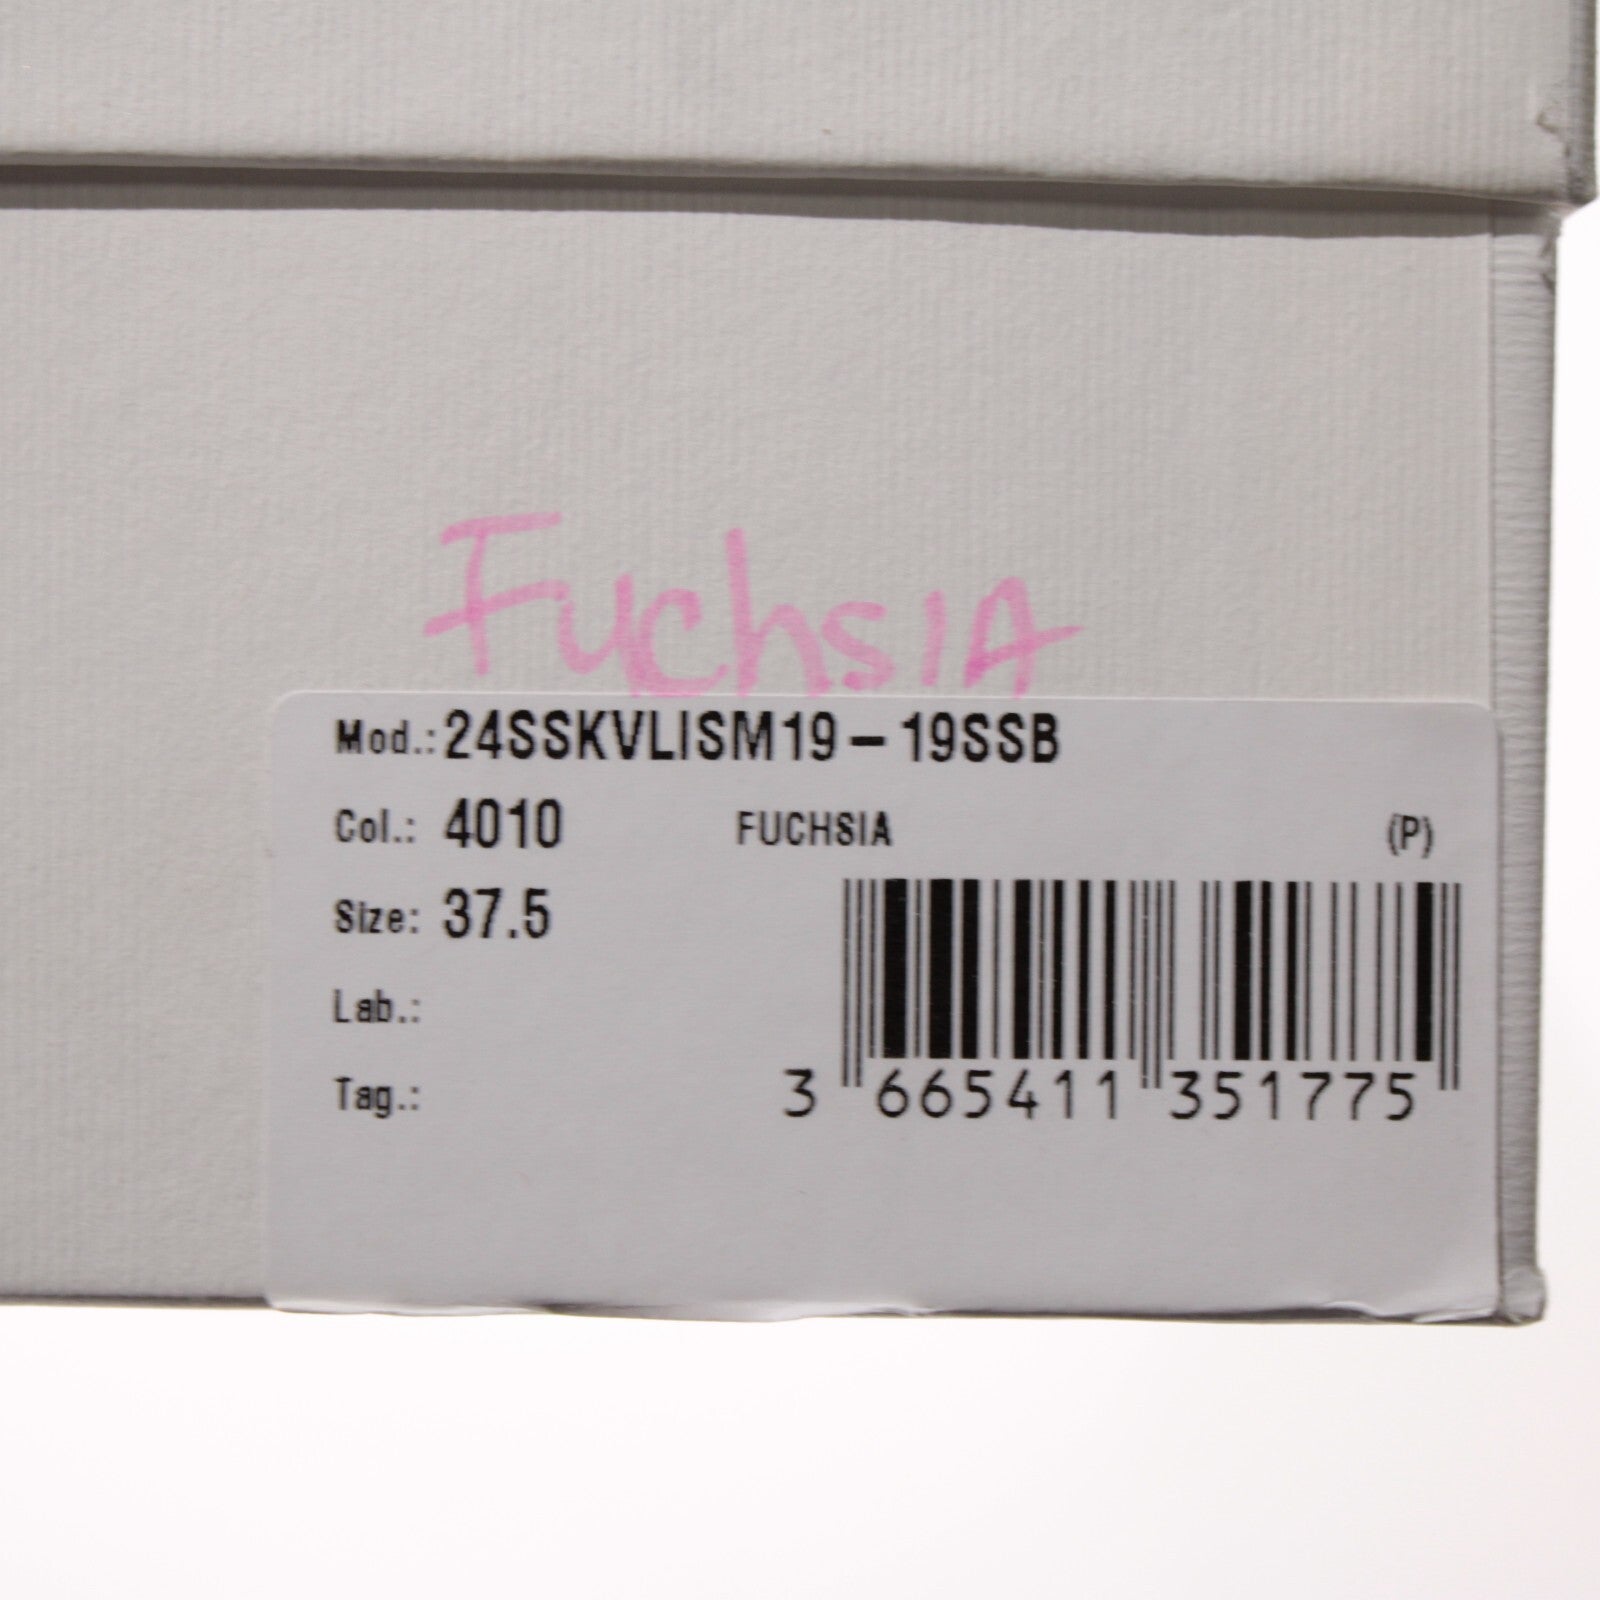 FuchsiA
Mod.: 24SSKVLISM19 – 19SSB
Col.: 4010 FUCHSIA (P)
Size: 37.5
Lab.:
Tag.:
3 665411 351775